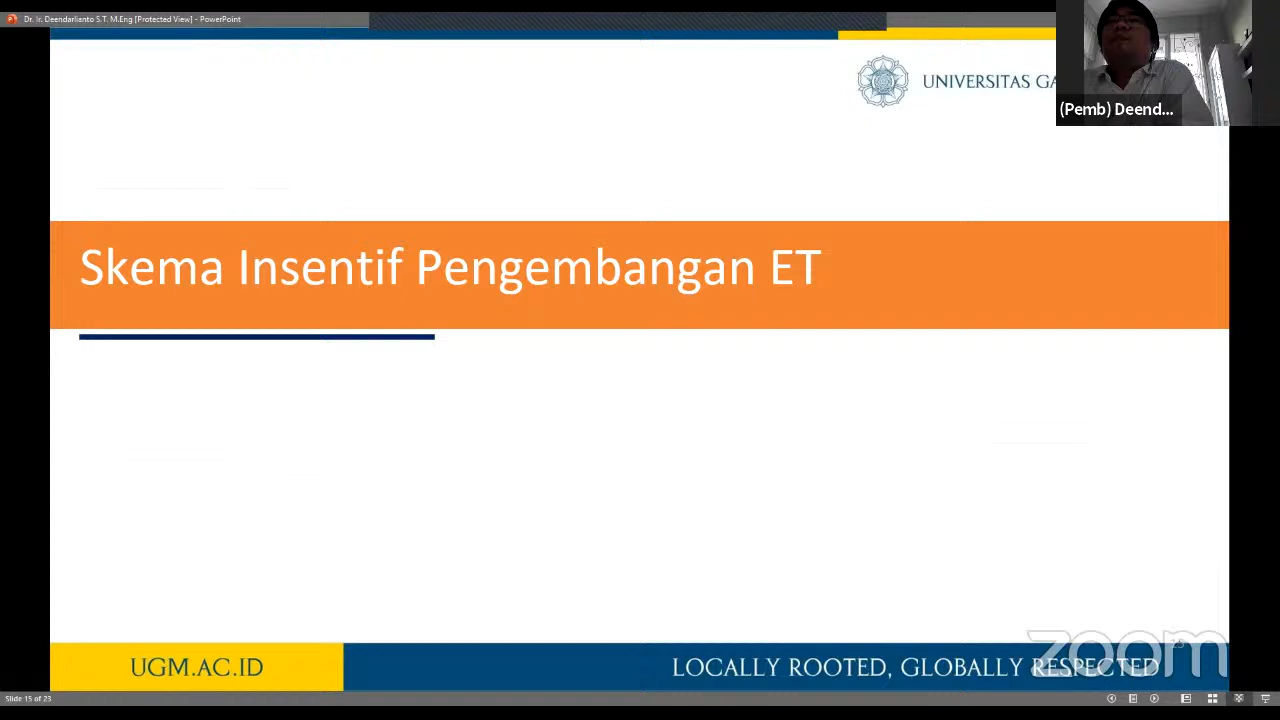 Dr. Ir. Deendarlianto S.T. M.Eng [Protected View] - PowerPoint
UNIVERSITAS GA
(Pemb) Deend...
Skema Insentif Pengembangan ET
15
zoom
UGM.AC.ID
LOCALLY ROOTED, GLOBALLY RESPECTED
Slide 15 of 23